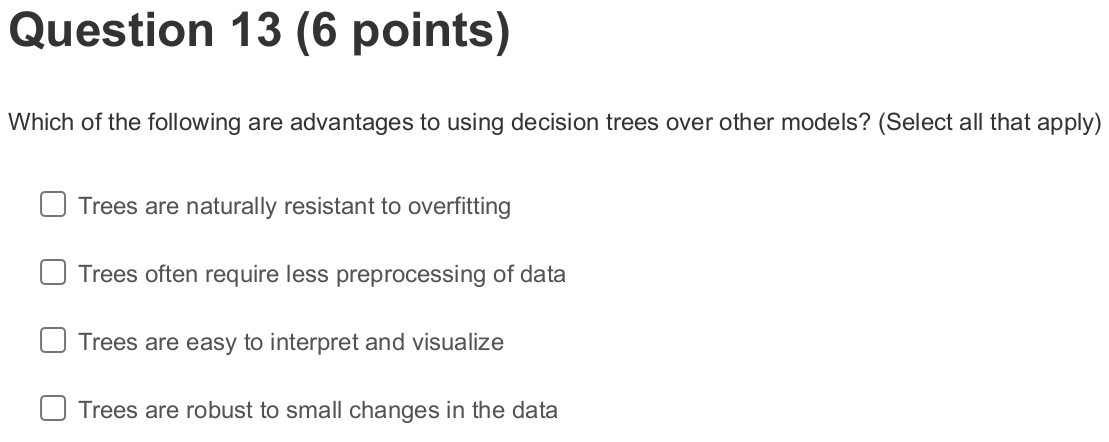 Question 13 (6 points)
Which of the following are advantages to using decision trees over other models? (Select all that apply)
Trees are naturally resistant to overfitting
Trees often require less preprocessing of data
Trees are easy to interpret and visualize
Trees are robust to small changes in the data